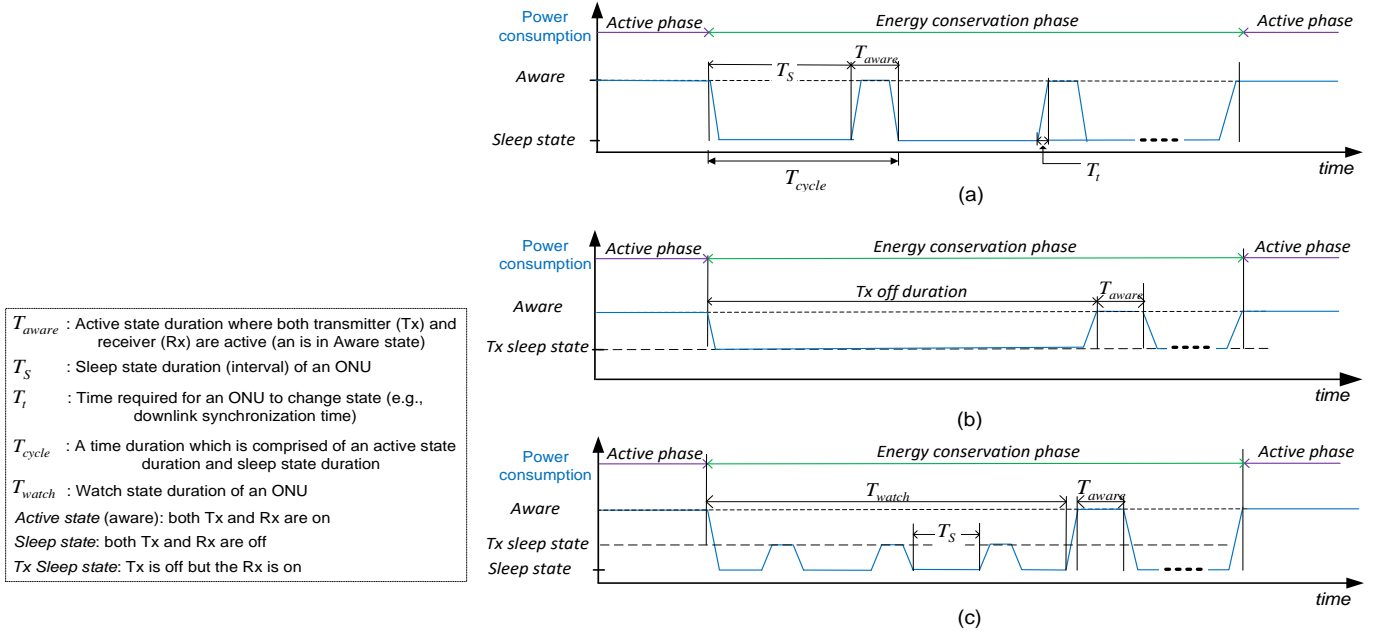 Power
consumption
Active phase
Energy conservation phase
Active phase
T_S
T_aware
Aware
Sleep state
T_cycle
T_t
time
(a)
Power
consumption
Active phase
Energy conservation phase
Active phase
Tx off duration
T_aware
Aware
Tx sleep state
time
(b)
Power
consumption
Active phase
Energy conservation phase
Active phase
T_watch
T_aware
Aware
T_S
Tx sleep state
Sleep state
time
(c)
T_aware : Active state duration where both transmitter (Tx) and
receiver (Rx) are active (an is in Aware state)
T_S : Sleep state duration (interval) of an ONU
T_t : Time required for an ONU to change state (e.g.,
downlink synchronization time)
T_cycle : A time duration which is comprised of an active state
duration and sleep state duration
T_watch : Watch state duration of an ONU
Active state (aware): both Tx and Rx are on
Sleep state: both Tx and Rx are off
Tx Sleep state: Tx is off but the Rx is on